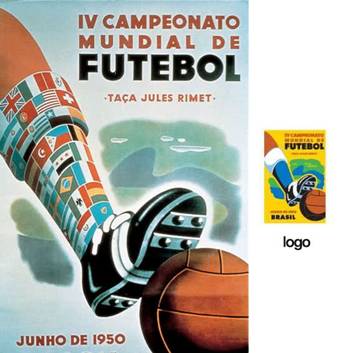 IV CAMPEONATO
MUNDIAL DE
FUTEBOL
·TAÇA JULES RIMET·
JUNHO DE 1950
IV CAMPEONATO
MUNDIAL DE
FUTEBOL
BRASIL
logo